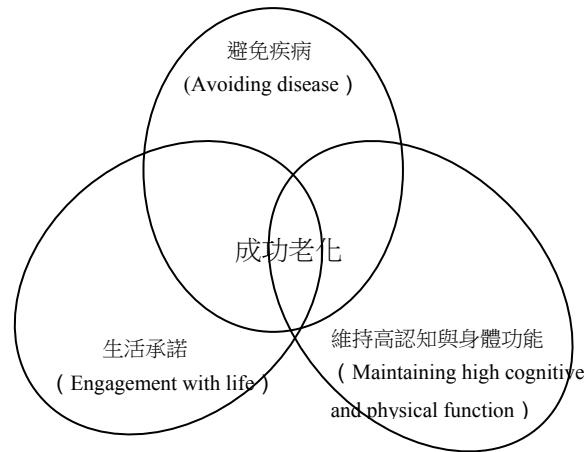 避免疾病
(Avoiding disease）
成功老化
生活承諾
（Engagement with life）
維持高認知與身體功能
（Maintaining high cognitive
and physical function）